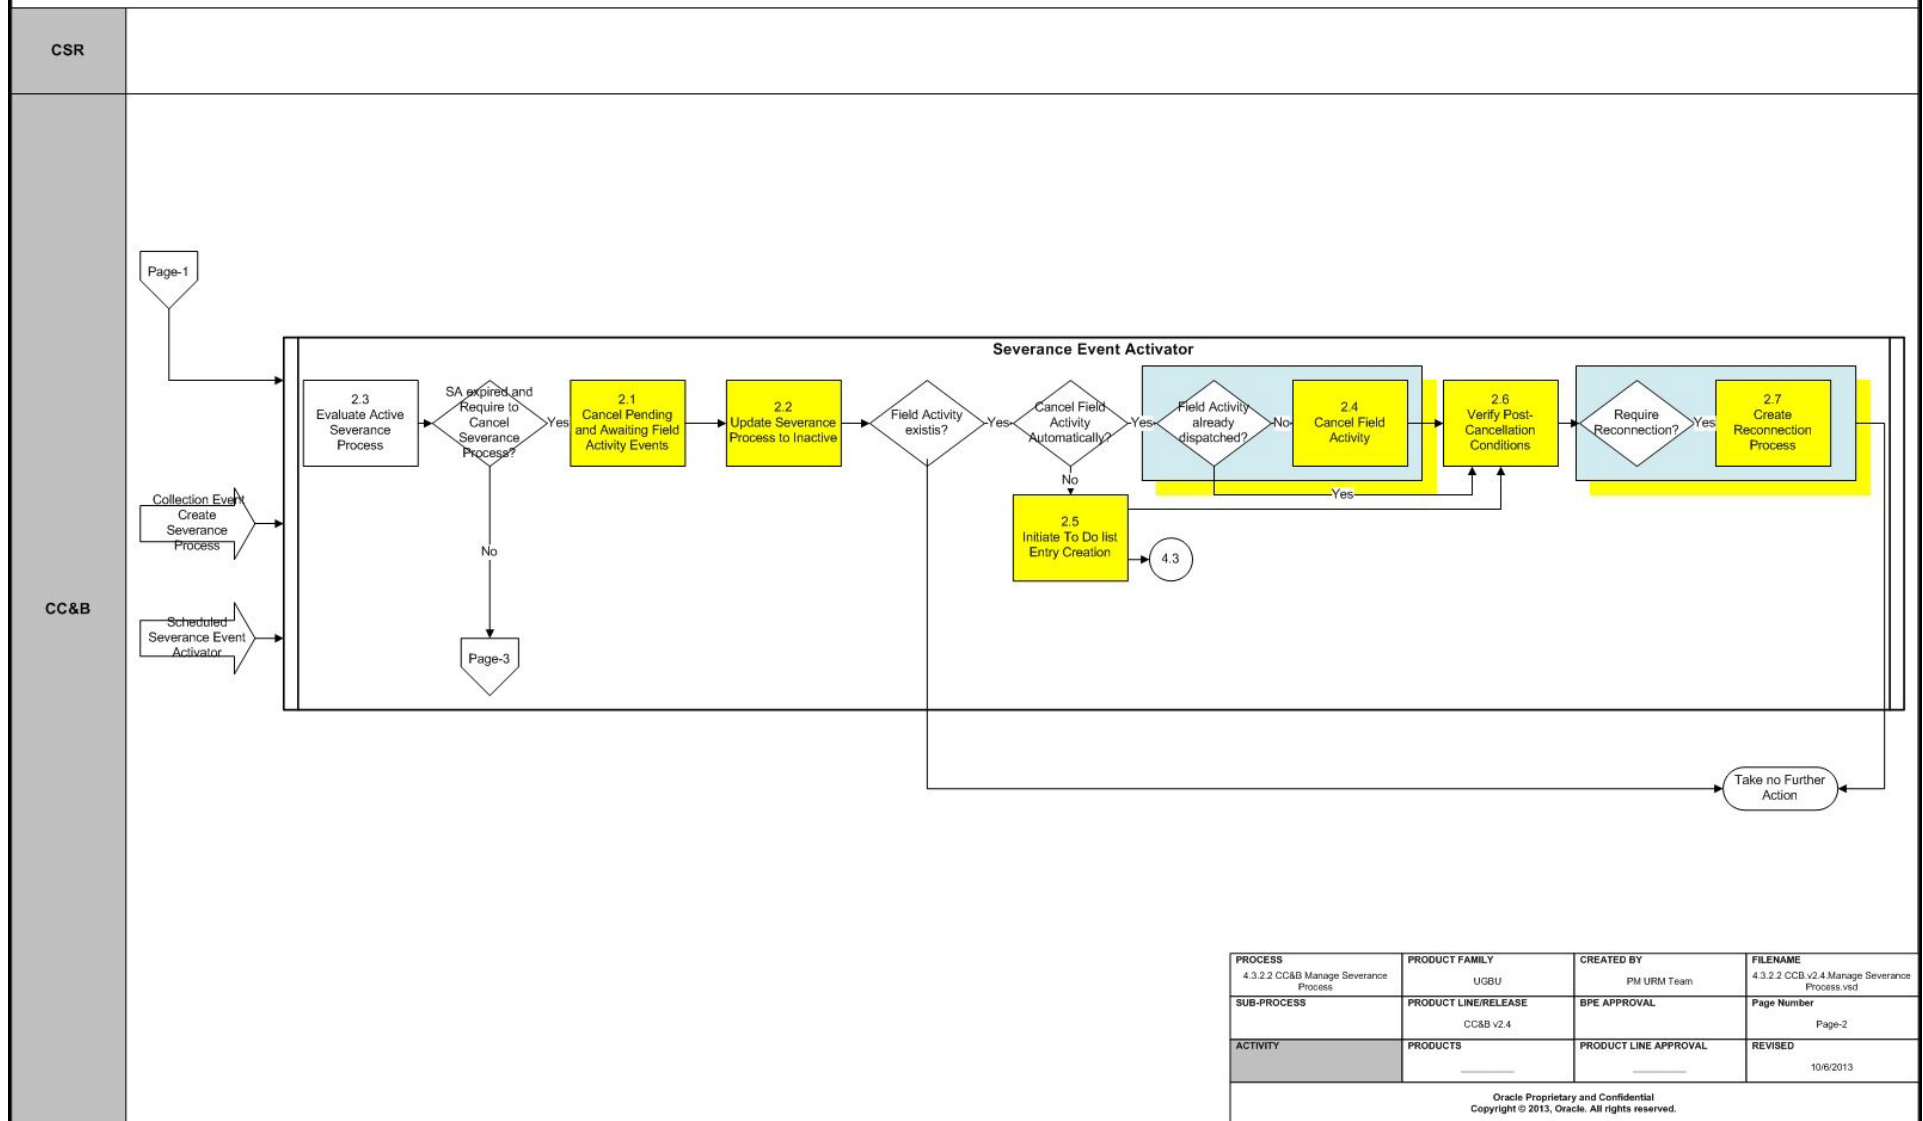 CSR
CC&B
Page-1
Collection Event
Create
Severance
Process
Scheduled
Severance Event
Activator
Severance Event Activator
2.3
Evaluate Active
Severance
Process
SA expired and
Require to
Cancel
Severance
Process?
Yes
No
Page-3
2.1
Cancel Pending
and Awaiting Field
Activity Events
2.2
Update Severance
Process to Inactive
Field Activity
existis?
Yes
Cancel Field
Activity
Automatically?
Yes
No
2.5
Initiate To Do list
Entry Creation
4.3
Field Activity
already
dispatched?
No
Yes
2.4
Cancel Field
Activity
2.6
Verify Post-
Cancellation
Conditions
Require
Reconnection?
Yes
2.7
Create
Reconnection
Process
Take no Further
Action
PROCESS
4.3.2.2 CC&B Manage Severance
Process
PRODUCT FAMILY
UGBU
CREATED BY
PM URM Team
FILENAME
4.3.2.2 CCB.v2.4.Manage Severance
Process.vsd
SUB-PROCESS
PRODUCT LINE/RELEASE
CC&B v2.4
BPE APPROVAL
Page Number
Page-2
ACTIVITY
PRODUCTS
PRODUCT LINE APPROVAL
REVISED
10/6/2013
Oracle Proprietary and Confidential
Copyright © 2013, Oracle. All rights reserved.